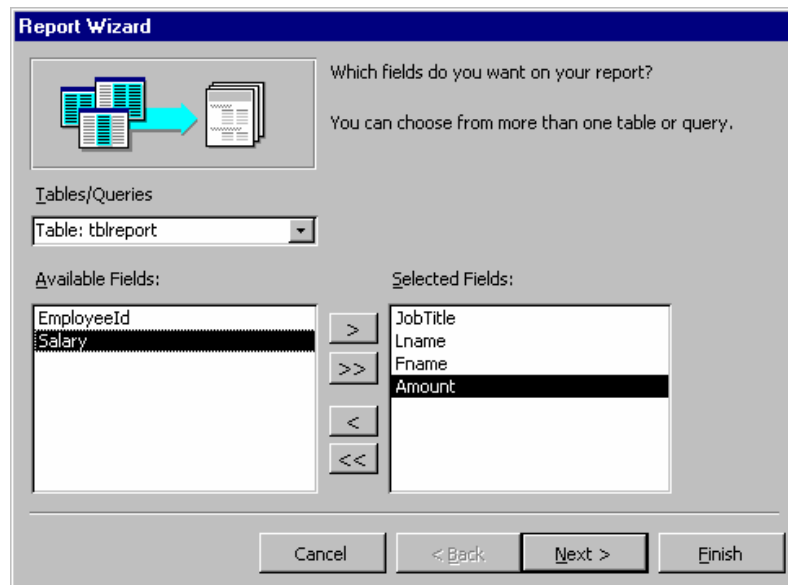 Report Wizard
Which fields do you want on your report?
You can choose from more than one table or query.
Tables/Queries
Table: tblreport
Available Fields:
Selected Fields:
EmployeeId
Salary
>
>>
<
<<
JobTitle
Lname
Fname
Amount
Cancel
< Back
Next >
Finish